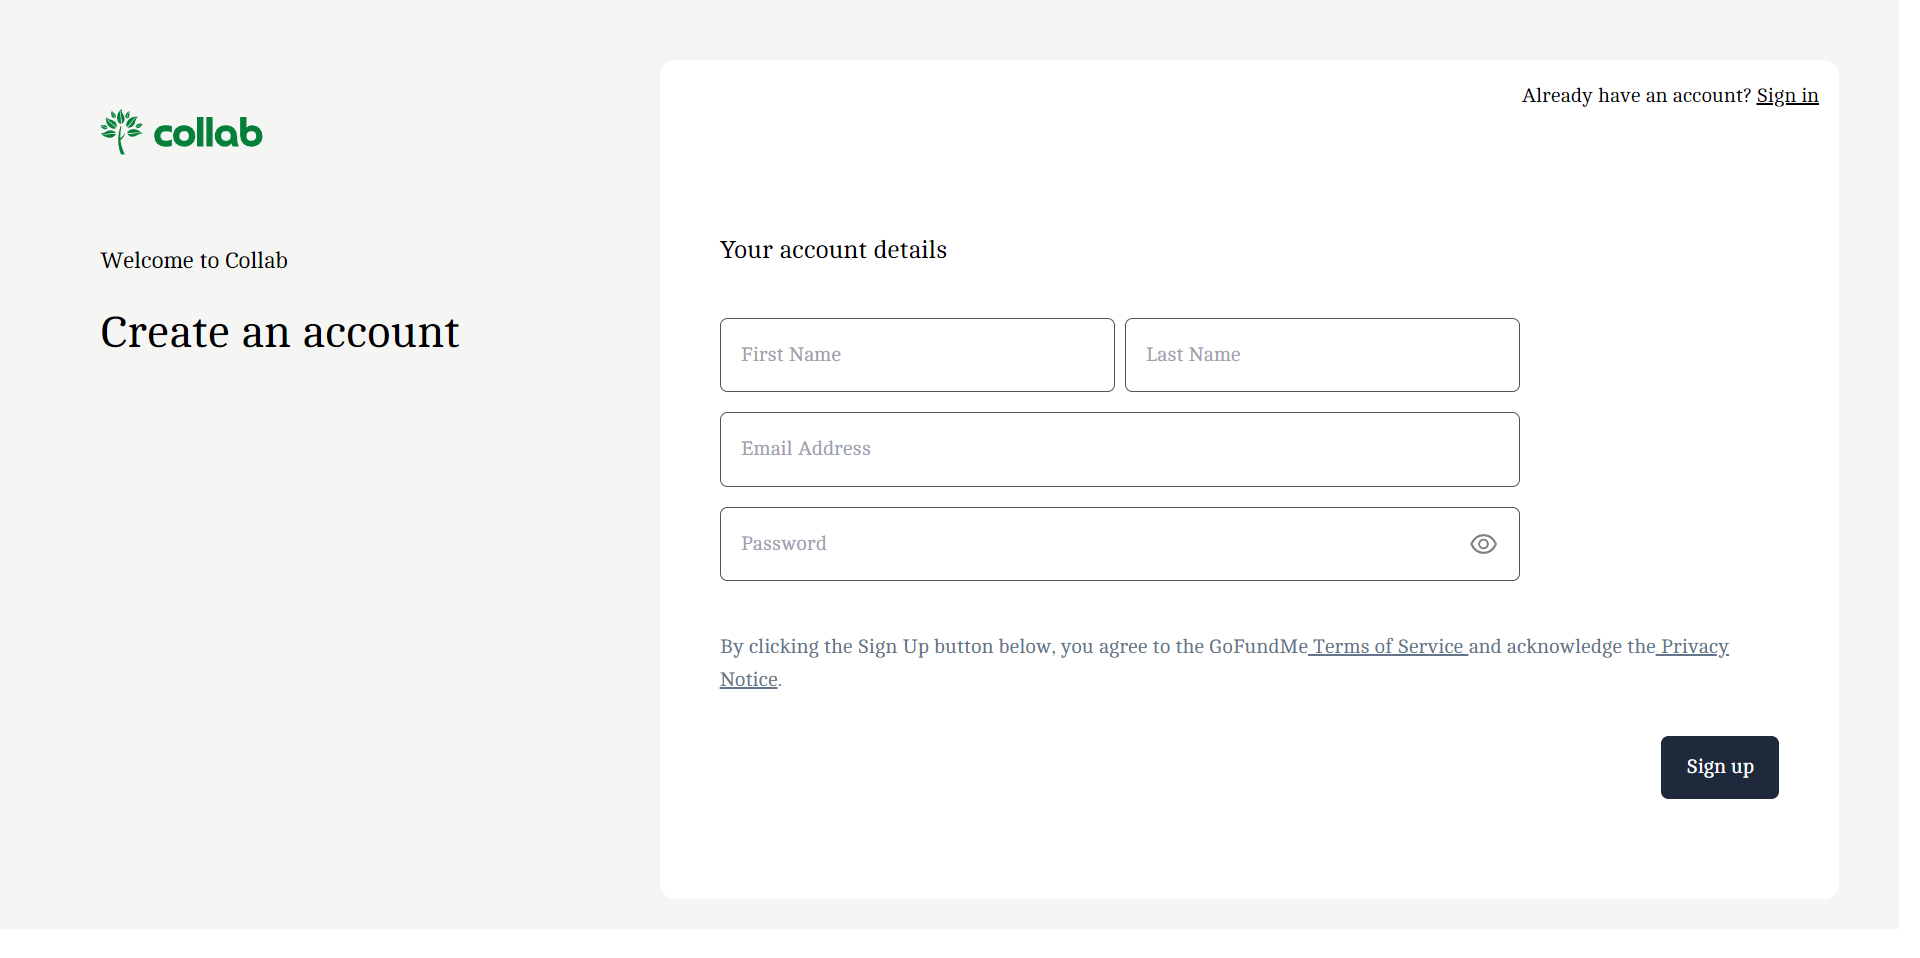 collab
Welcome to Collab
Create an account
Already have an account? Sign in
Your account details
First Name
Last Name
Email Address
Password
By clicking the Sign Up button below, you agree to the GoFundMe Terms of Service and acknowledge the Privacy
Notice.
Sign up